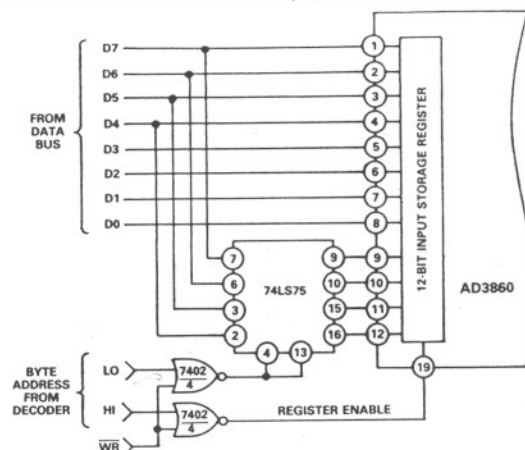 D7
D6
D5
D4
D3
D2
D1
D0
FROM
DATA
BUS
1
2
3
4
5
6
7
8
9
10
11
12
12-BIT INPUT STORAGE REGISTER
AD3860
74LS75
7
6
3
2
9
10
15
16
4
13
19
BYTE
ADDRESS
FROM
DECODER
LO
HI
WR
7402
4
7402
4
REGISTER ENABLE